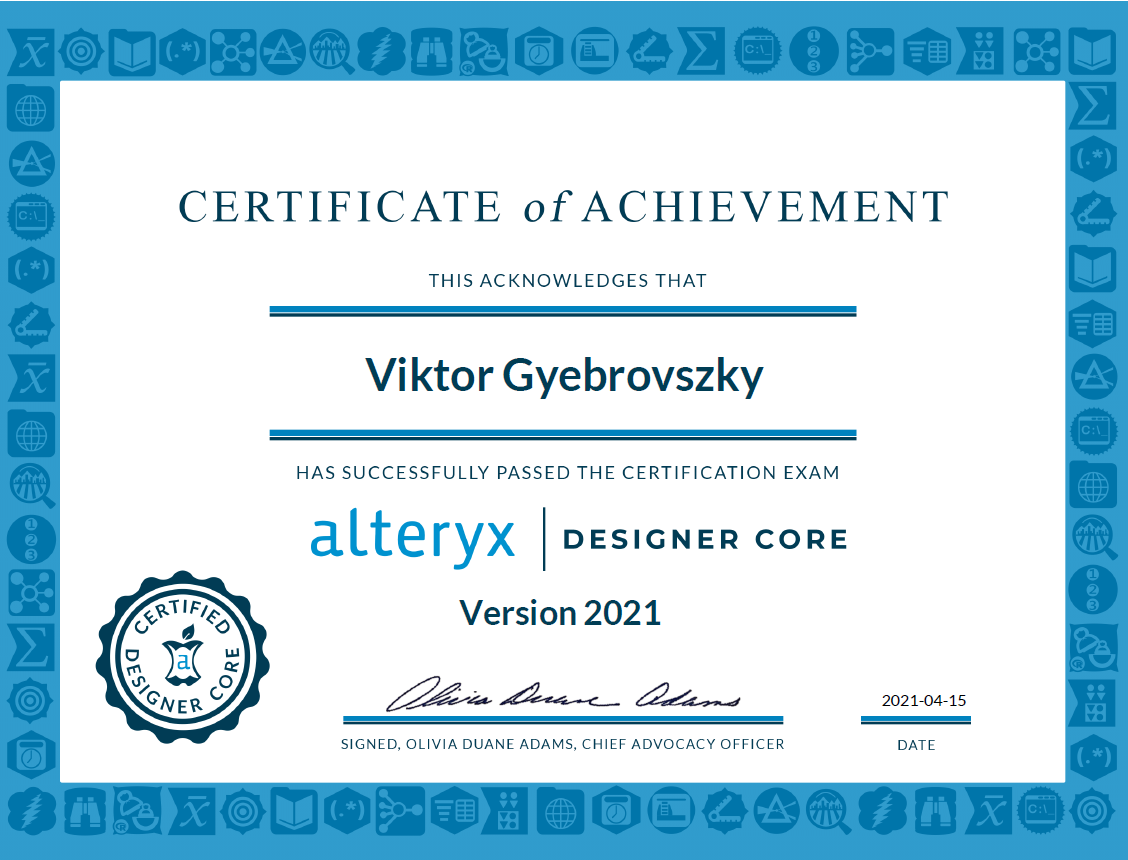 CERTIFICATE of ACHIEVEMENT
THIS ACKNOWLEDGES THAT
Viktor Gyebrovszky
HAS SUCCESSFULLY PASSED THE CERTIFICATION EXAM
alteryx | DESIGNER CORE
Version 2021
CERTIFIED
a
DESIGNER CORE
Olivia Duane Adams
2021-04-15
SIGNED, OLIVIA DUANE ADAMS, CHIEF ADVOCACY OFFICER
DATE